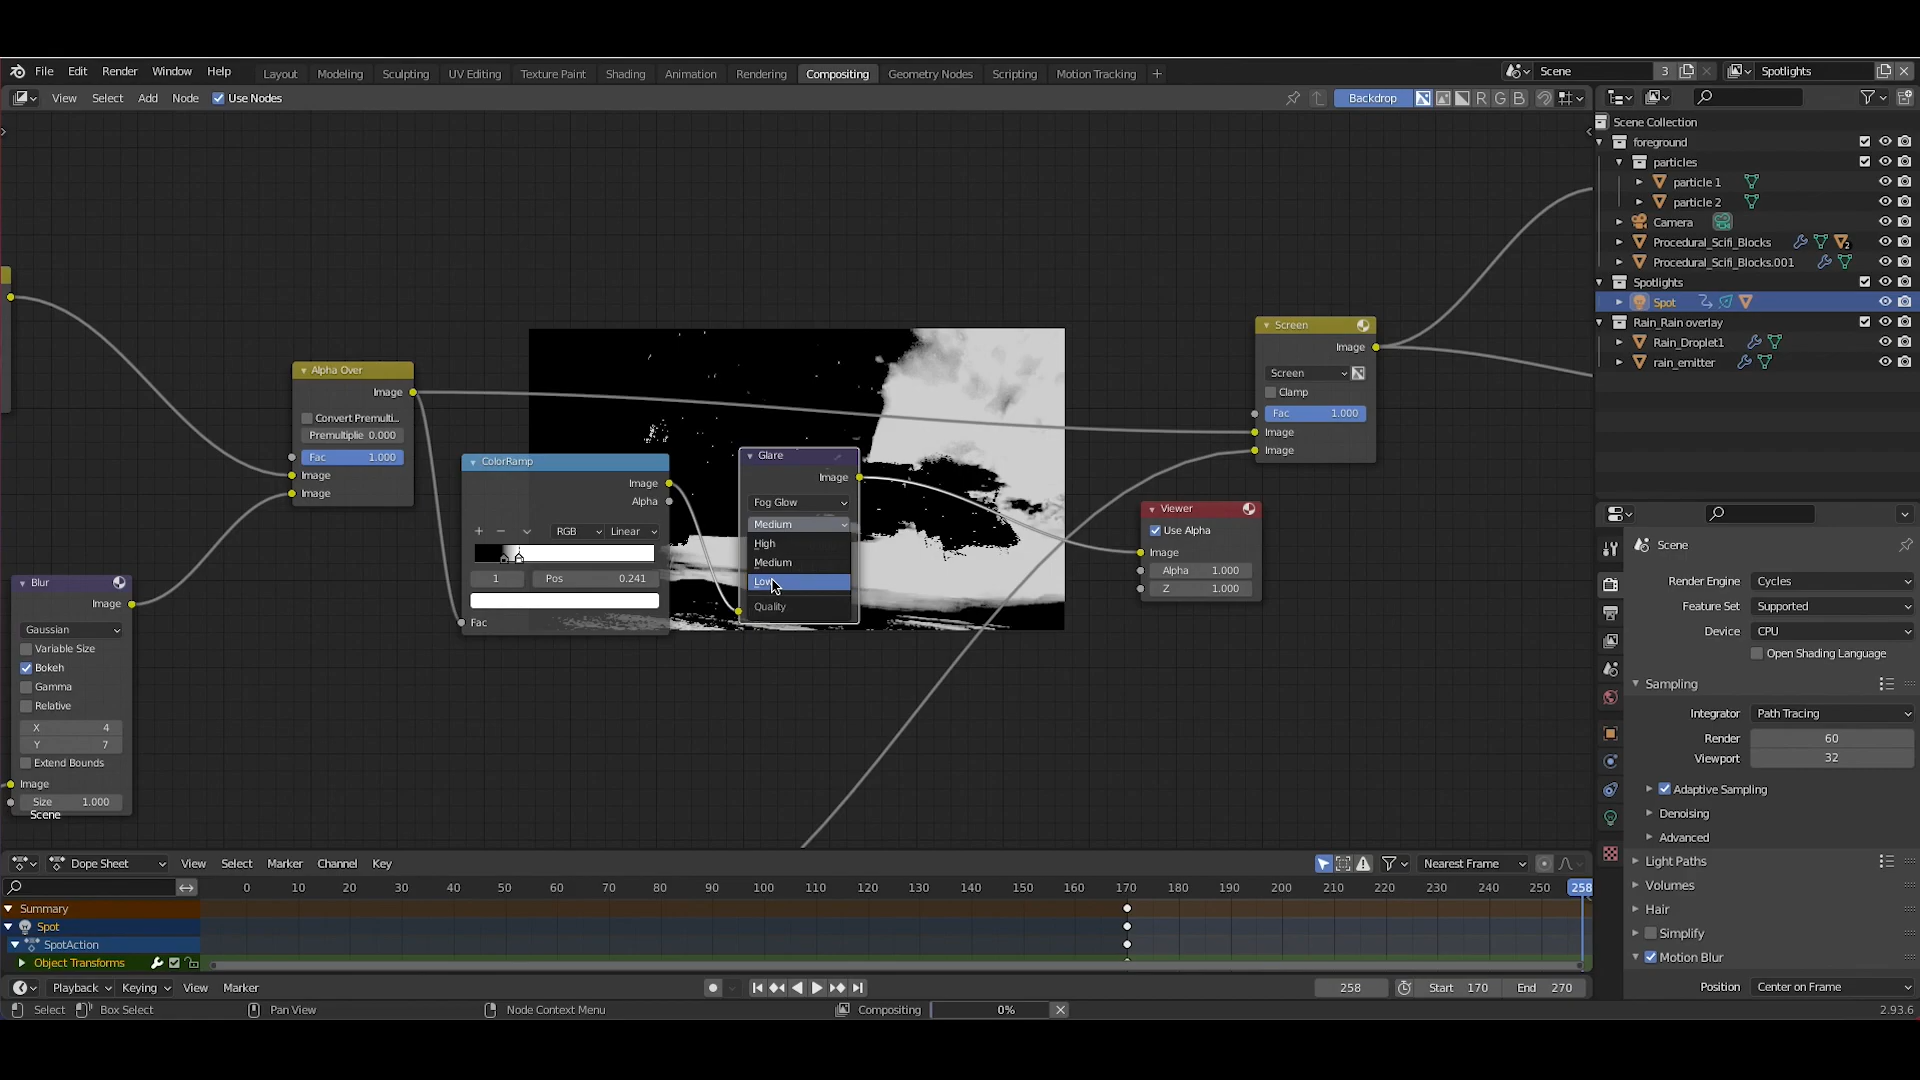 File Edit Render Window Help Layout Modeling Sculpting UV Editing Texture Paint Shading Animation Rendering Compositing Geometry Nodes Scripting Motion Tracking + Scene 3 Spotlights
View Select Add Node Use Nodes Backdrop R G B
Scene Collection
foreground
particles
particle 1
particle 2
Camera
Procedural_Scifi_Blocks 2
Procedural_Scifi_Blocks.001
Spotlights
Spot
Rain_Rain overlay
Rain_Droplet1
rain_emitter
Alpha Over
Image
Convert Premulti...
Premultiplie 0.000
Fac 1.000
Image
Image
ColorRamp
Image
Alpha
RGB Linear
1 Pos 0.241
Fac
Glare
Image
Fog Glow
Medium
High
Medium
Low
Quality
Screen
Image
Screen
Clamp
Fac 1.000
Image
Image
Viewer
Use Alpha
Image
Alpha 1.000
Z 1.000
Blur
Image
Gaussian
Variable Size
Bokeh
Gamma
Relative
X 4
Y 7
Extend Bounds
Image
Size 1.000
Scene
Scene
Render Engine Cycles
Feature Set Supported
Device CPU
Open Shading Language
Sampling
Integrator Path Tracing
Render 60
Viewport 32
Adaptive Sampling
Denoising
Advanced
Light Paths
Volumes
Hair
Simplify
Motion Blur
Position Center on Frame
Dope Sheet View Select Marker Channel Key Nearest Frame
0 10 20 30 40 50 60 70 80 90 100 110 120 130 140 150 160 170 180 190 200 210 220 230 240 250 258
Summary
Spot
SpotAction
Object Transforms
Playback Keying View Marker 258 Start 170 End 270
Select Box Select Pan View Node Context Menu Compositing 0% 2.93.6